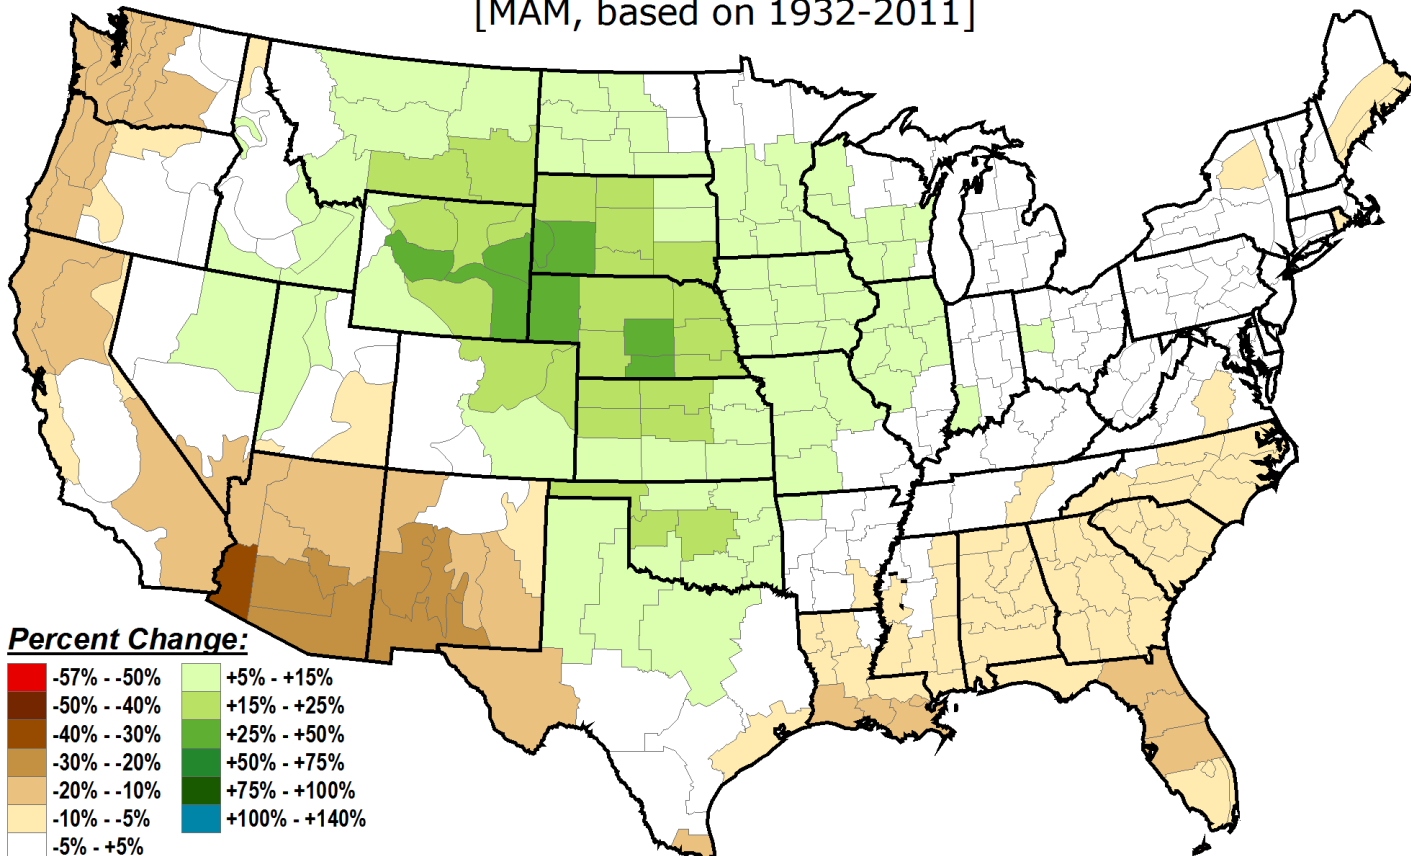 [MAM, based on 1932-2011]
Percent Change:
-57% - -50%
-50% - -40%
-40% - -30%
-30% - -20%
-20% - -10%
-10% - -5%
-5% - +5%
+5% - +15%
+15% - +25%
+25% - +50%
+50% - +75%
+75% - +100%
+100% - +140%